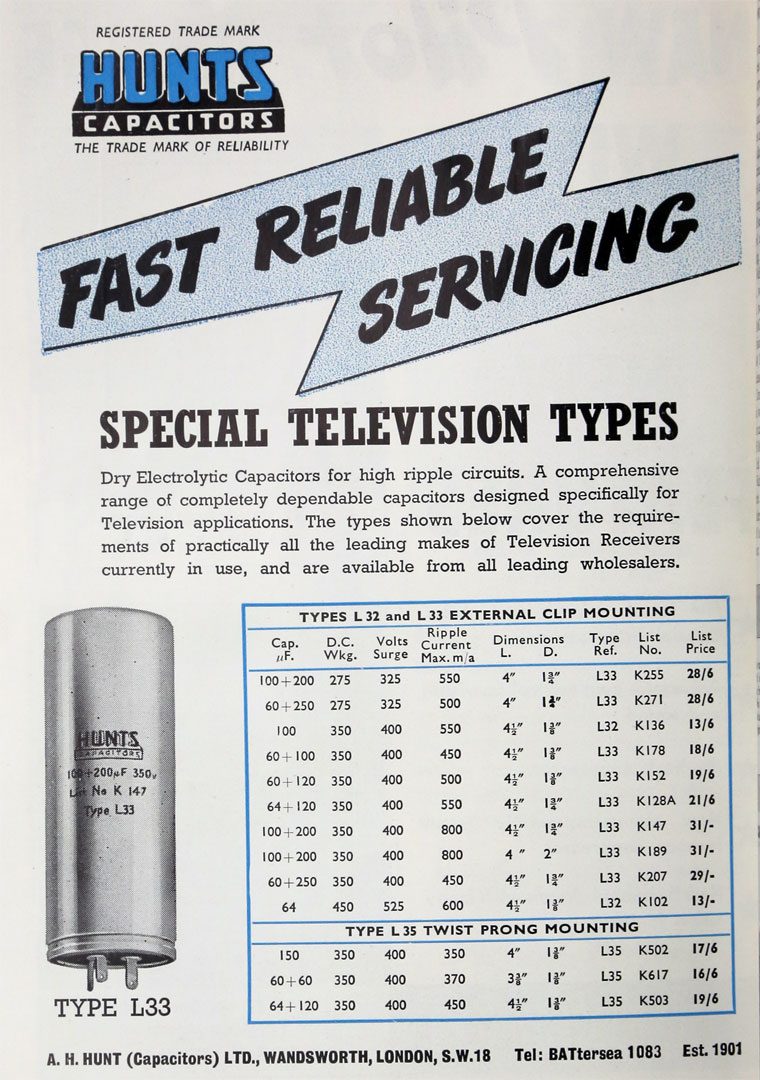 REGISTERED TRADE MARK
HUNTS
CAPACITORS
THE TRADE MARK OF RELIABILITY
FAST RELIABLE
SERVICING
SPECIAL TELEVISION TYPES
Dry Electrolytic Capacitors for high ripple circuits. A comprehensive
range of completely dependable capacitors designed specifically for
Television applications. The types shown below cover the require-
ments of practically all the leading makes of Television Receivers
currently in use, and are available from all leading wholesalers.
HUNTS
CAPACITORS
100+200µF 350v
List No K 147
Type L33
TYPE L33
TYPES L 32 and L 33 EXTERNAL CLIP MOUNTING
Cap. µF. D.C. Wkg. Volts Surge Ripple Current Max. m/a Dimensions L. D. Type Ref. List No. List Price
100+200 275 325 550 4" 1¾" L33 K255 28/6
60+250 275 325 500 4" 1¾" L33 K271 28/6
100 350 400 550 4½" 1⅜" L32 K136 13/6
60+100 350 400 450 4½" 1⅜" L33 K178 18/6
60+120 350 400 500 4½" 1⅜" L33 K152 19/6
64+120 350 400 550 4½" 1¾" L33 K128A 21/6
100+200 350 400 800 4½" 1¾" L33 K147 31/-
100+200 350 400 800 4" 2" L33 K189 31/-
60+250 350 400 450 4½" 1¾" L33 K207 29/-
64 450 525 600 4½" 1⅜" L32 K102 13/-
TYPE L 35 TWIST PRONG MOUNTING
150 350 400 350 4" 1⅜" L35 K502 17/6
60+60 350 400 370 3⅜" 1⅜" L35 K617 16/6
64+120 350 400 450 4½" 1⅜" L35 K503 19/6
A. H. HUNT (Capacitors) LTD., WANDSWORTH, LONDON, S.W.18 Tel: BATtersea 1083 Est. 1901